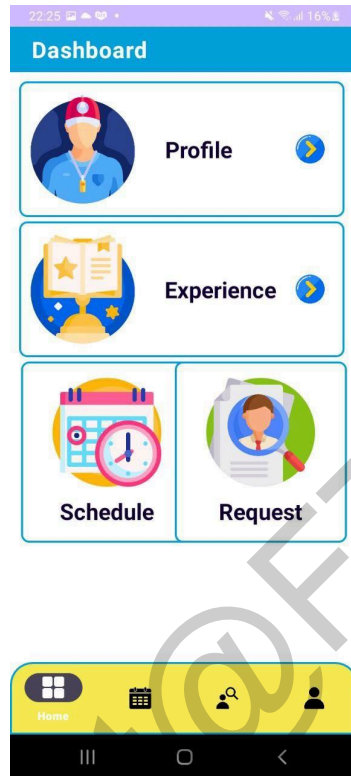 22:25 16%
Dashboard
Profile
Experience
Schedule Request
Home
@F